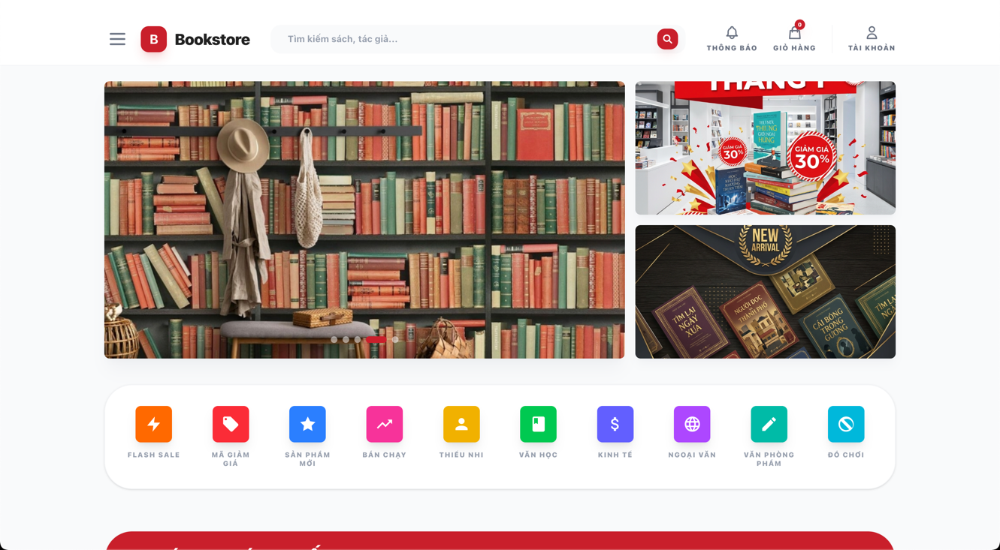 B
Bookstore
Tìm kiếm sách, tác giả...
THÔNG BÁO
0
GIỎ HÀNG
TÀI KHOẢN
GIẢM GIÁ
30%
GIẢM GIÁ
30%
NEW
ARRIVAL
TÌM LẠI
NGÀY
XƯA
NGƯỜI ĐỌC
THÀNH PHỐ
CÁI BÓNG
TRONG
GƯƠNG
TÌM LẠI
FLASH SALE
MÃ GIẢM
GIÁ
SẢN PHẨM
MỚI
BÁN CHẠY
THIẾU NHI
VĂN HỌC
KINH TẾ
NGOẠI VĂN
VĂN PHÒNG
PHẨM
ĐỒ CHƠI